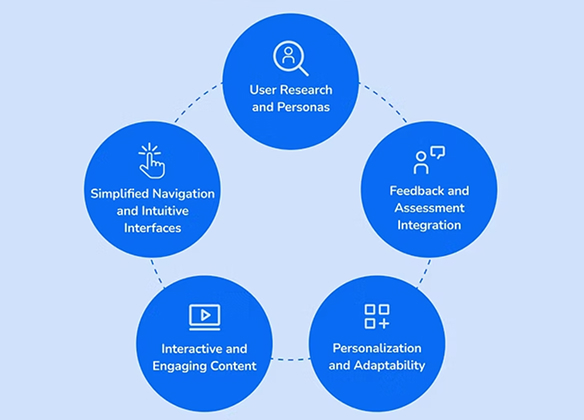 User Research
and Personas
Feedback and
Assessment
Integration
Personalization
and Adaptability
Interactive and
Engaging Content
Simplified Navigation
and Intuitive
Interfaces